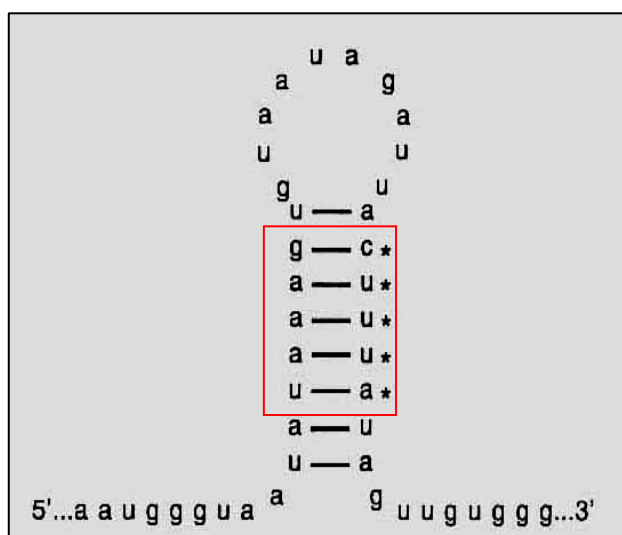 u a
a g
a a
u u
g u
u — a
g — c*
a — u*
a — u*
a — u*
u — a*
a — u
u — a
a g
5'...a a u g g g u a u u g u g g g...3'